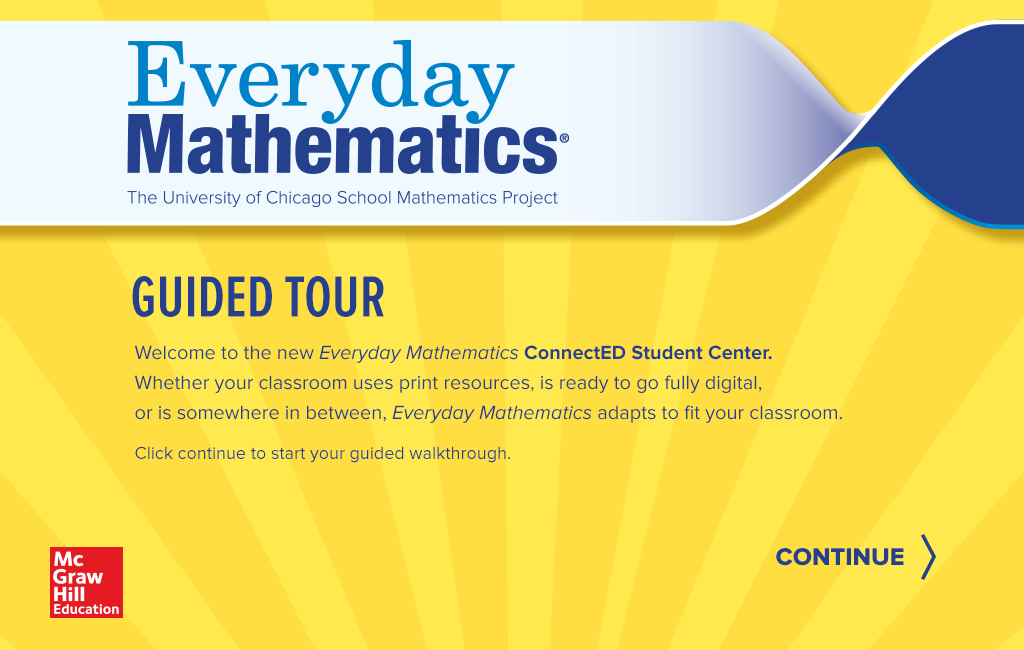 Everyday
Mathematics®
The University of Chicago School Mathematics Project
GUIDED TOUR
Welcome to the new Everyday Mathematics ConnectED Student Center.
Whether your classroom uses print resources, is ready to go fully digital,
or is somewhere in between, Everyday Mathematics adapts to fit your classroom.
Click continue to start your guided walkthrough.
CONTINUE
Mc
Graw
Hill
Education